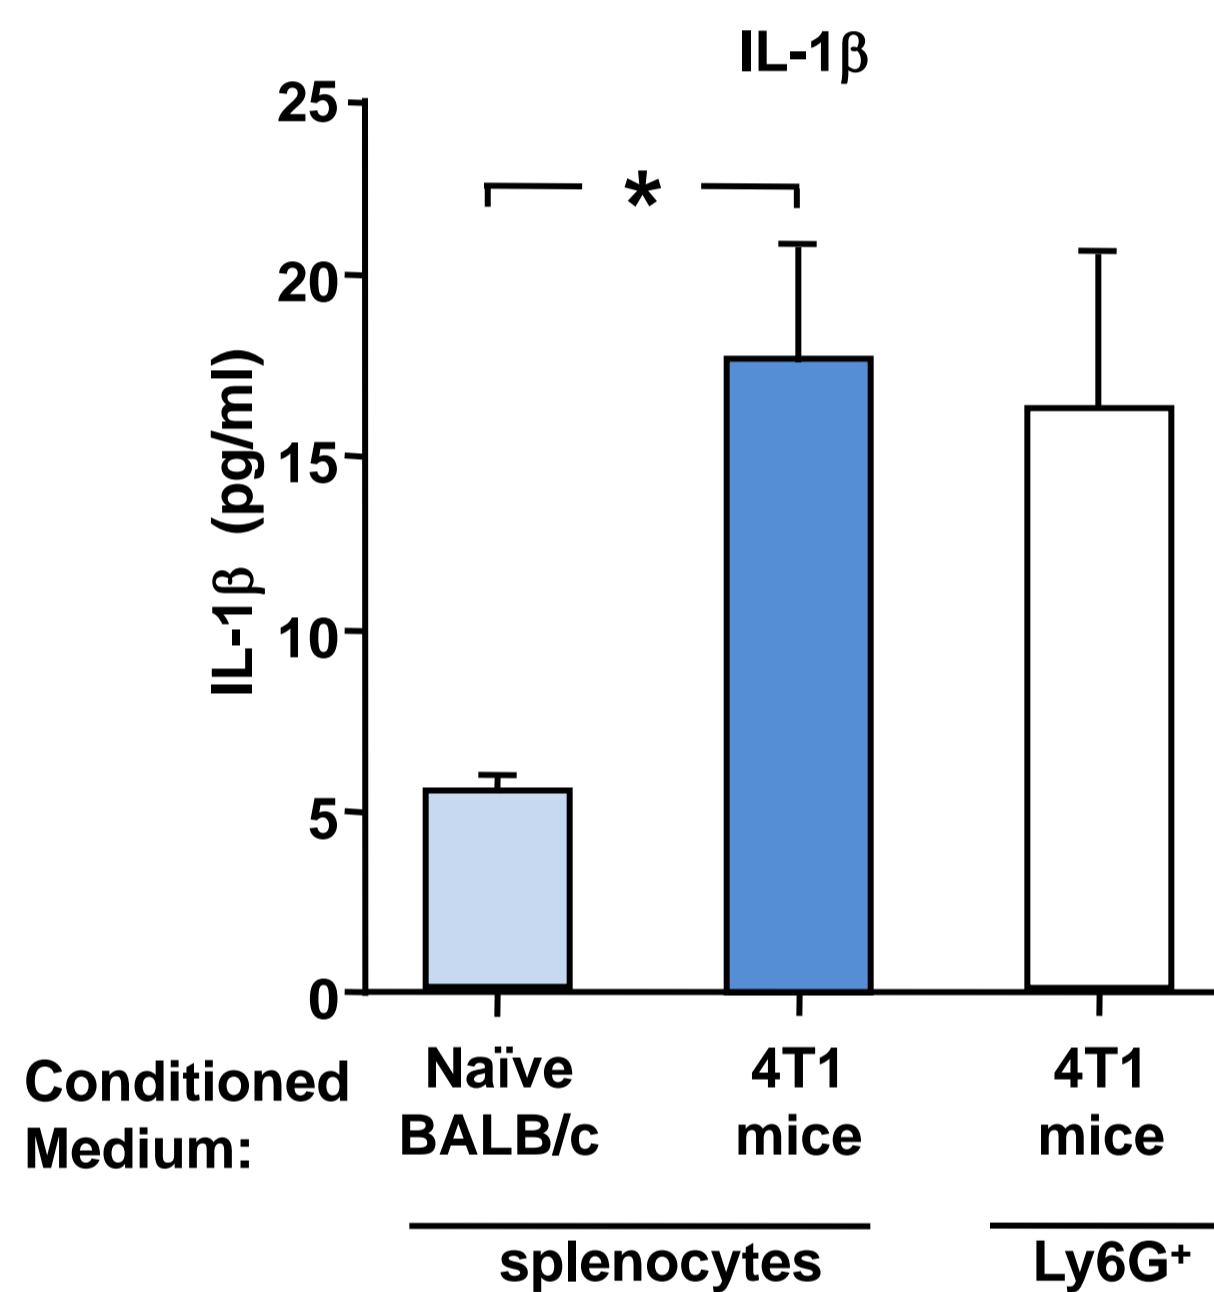 IL-1β
25
20
15
10
5
0
IL-1β (pg/ml)
*
Conditioned
Medium:
Naïve
BALB/c
4T1
mice
4T1
mice
splenocytes
Ly6G⁺